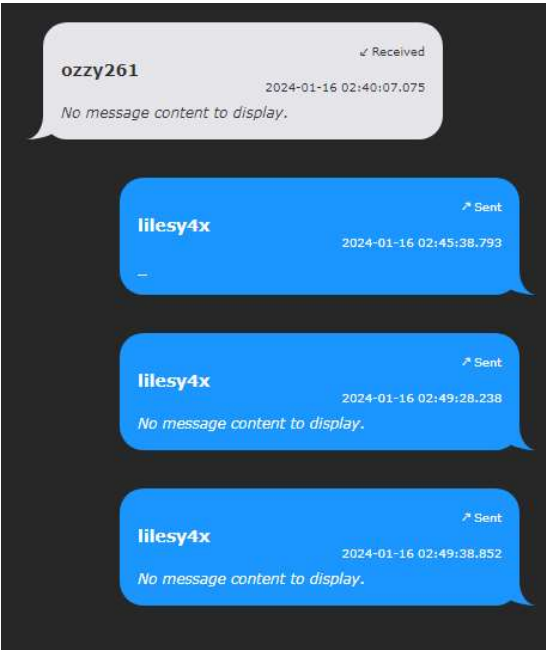 ↙ Received
ozzy261
2024-01-16 02:40:07.075
No message content to display.
↗ Sent
lilesy4x
2024-01-16 02:45:38.793
_
↗ Sent
lilesy4x
2024-01-16 02:49:28.238
No message content to display.
↗ Sent
lilesy4x
2024-01-16 02:49:38.852
No message content to display.